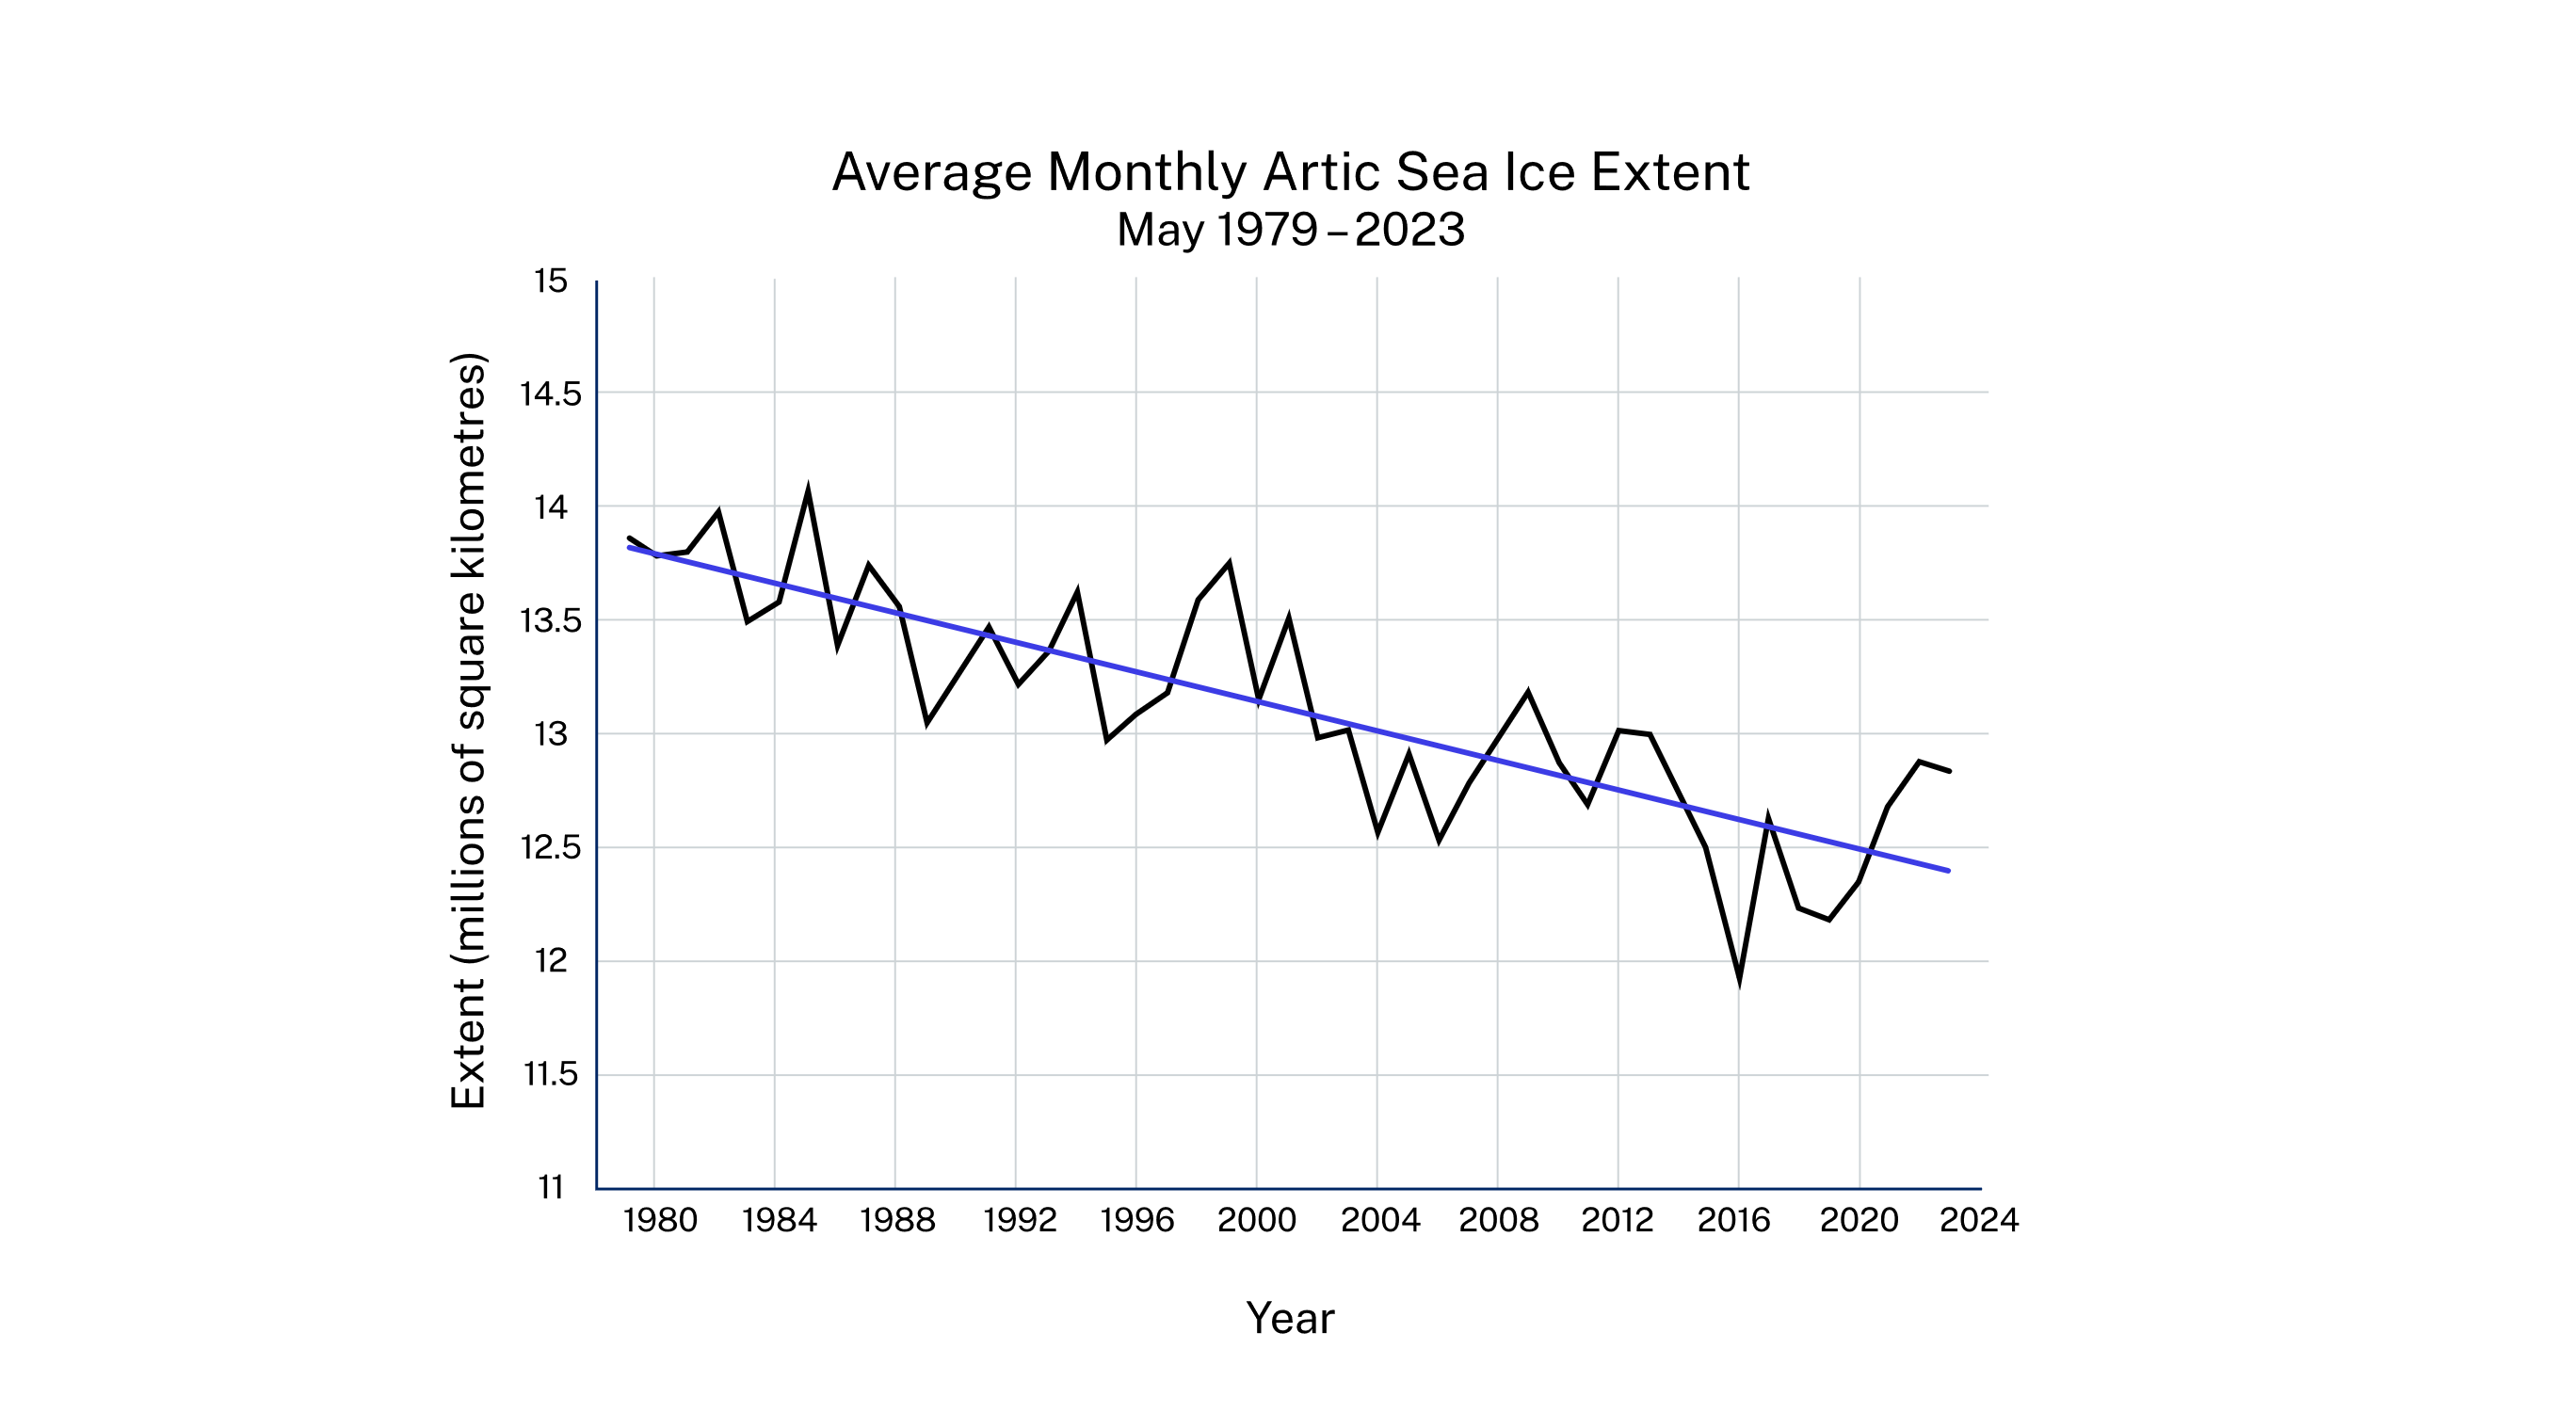 Average Monthly Artic Sea Ice Extent
May 1979–2023
Extent (millions of square kilometres)
15
14.5
14
13.5
13
12.5
12
11.5
11
1980 1984 1988 1992 1996 2000 2004 2008 2012 2016 2020 2024
Year